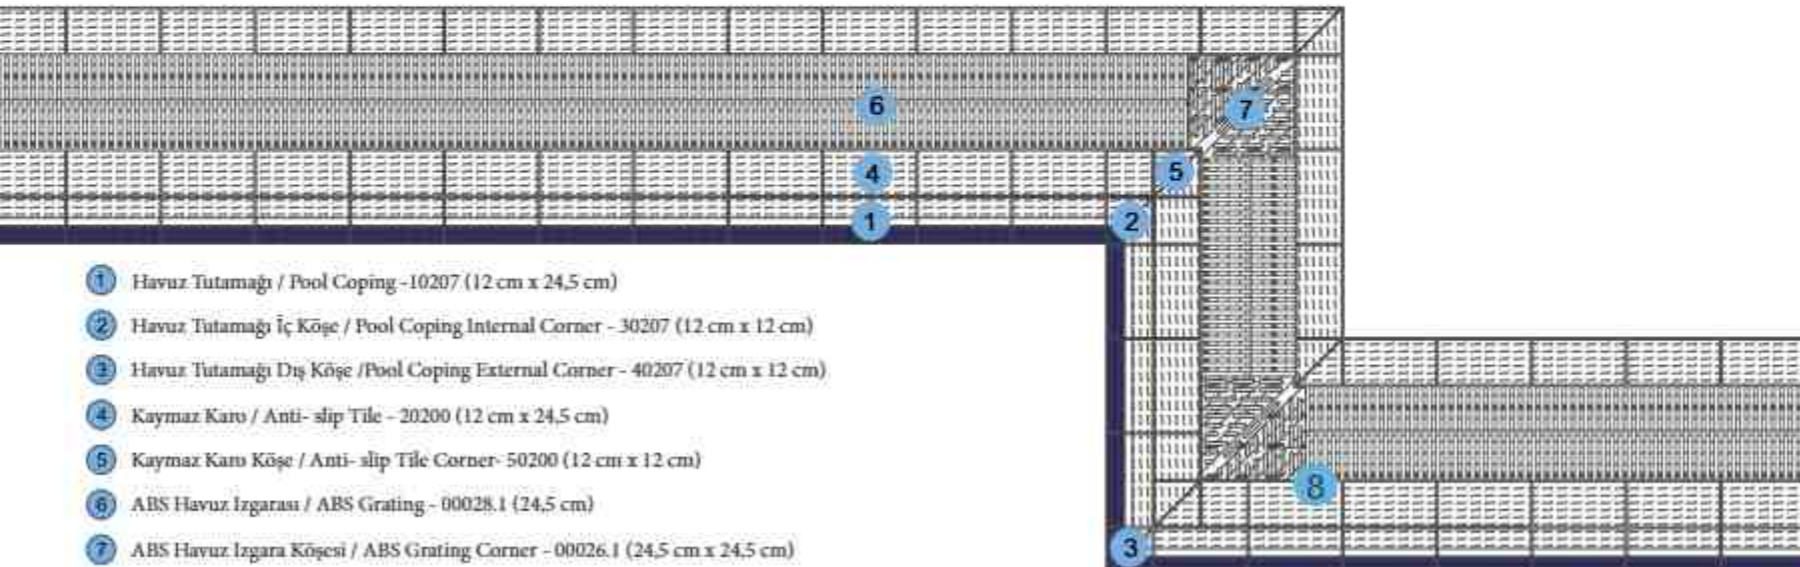 6
7
4
5
1
2
1 Havuz Tutamağı / Pool Coping -10207 (12 cm x 24,5 cm)
2 Havuz Tutamağı İç Köşe / Pool Coping Internal Corner - 30207 (12 cm x 12 cm)
3 Havuz Tutamağı Dış Köşe /Pool Coping External Corner - 40207 (12 cm x 12 cm)
4 Kaymaz Karo / Anti- slip Tile - 20200 (12 cm x 24,5 cm)
5 Kaymaz Karo Köşe / Anti- slip Tile Corner- 50200 (12 cm x 12 cm)
6 ABS Havuz Izgarası / ABS Grating - 00028.1 (24,5 cm)
7 ABS Havuz Izgara Köşesi / ABS Grating Corner - 00026.1 (24,5 cm x 24,5 cm)
8
3